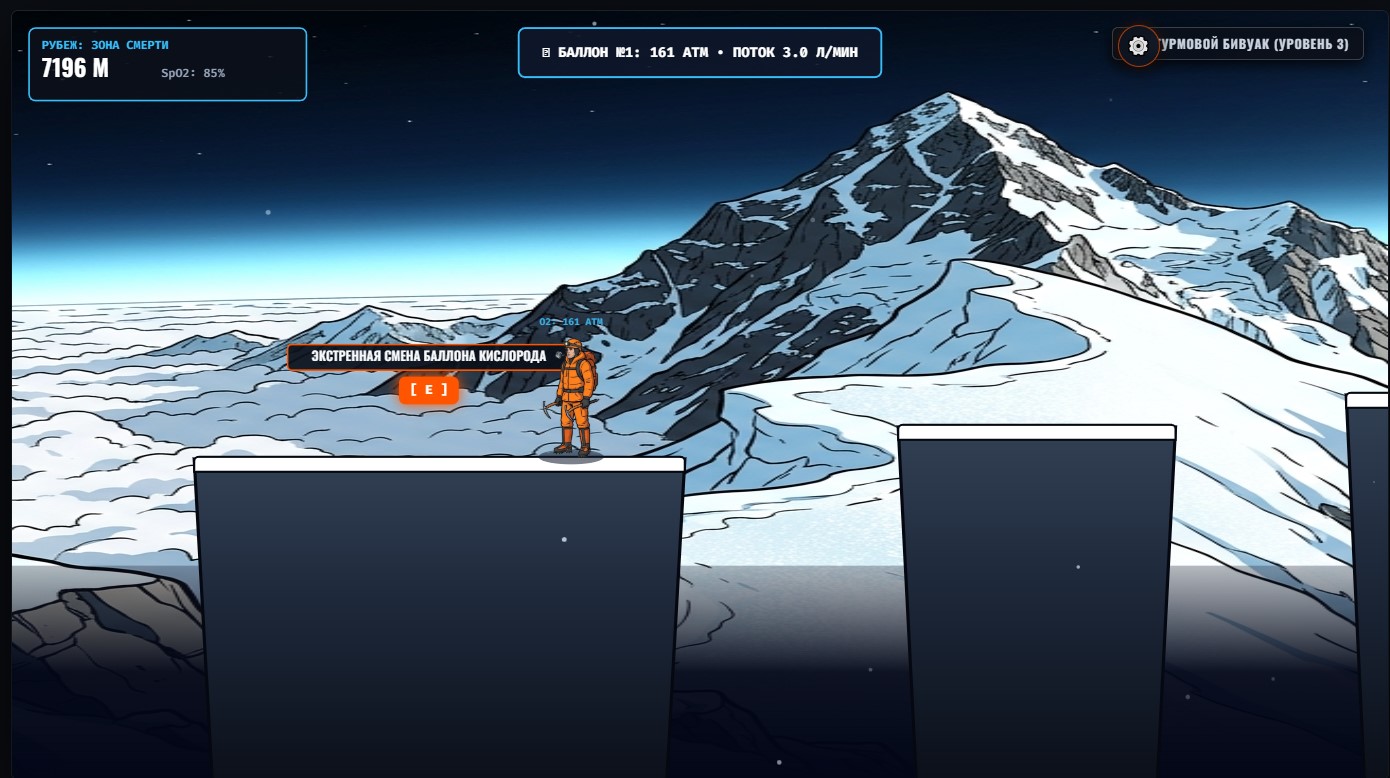 РУБЕЖ: ЗОНА СМЕРТИ
7196 М
SpO2: 85%
БАЛЛОН №1: 161 АТМ • ПОТОК 3.0 Л/МИН
УРМОВОЙ БИВУАК (УРОВЕНЬ 3)
O2: 161 АТМ
ЭКСТРЕННАЯ СМЕНА БАЛЛОНА КИСЛОРОДА
[ E ]